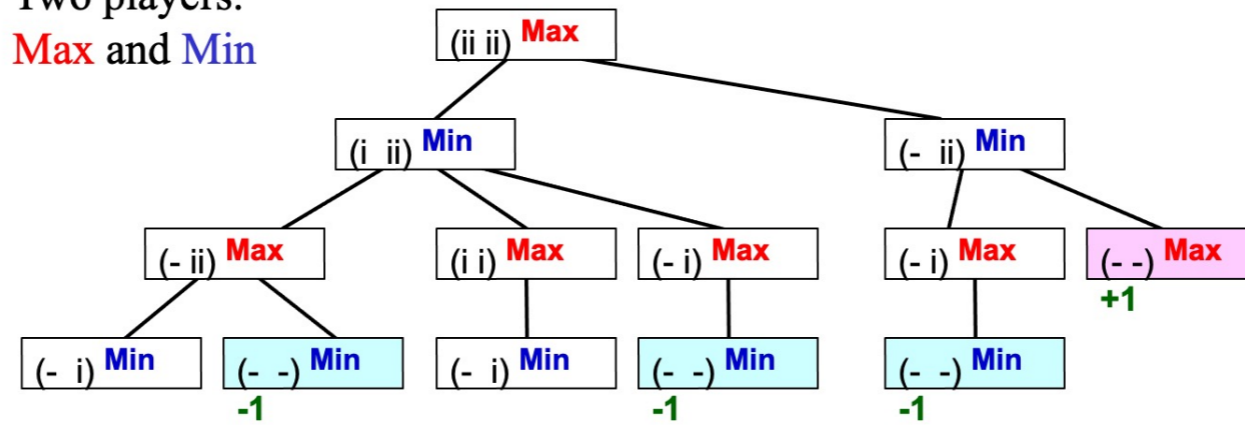 Two players:
Max and Min
(ii ii) Max
(i ii) Min
(- ii) Min
(- ii) Max
(i i) Max
(- i) Max
(- i) Max
(- -) Max
+1
(- i) Min
(- -) Min
(- i) Min
(- -) Min
(- -) Min
-1
-1
-1